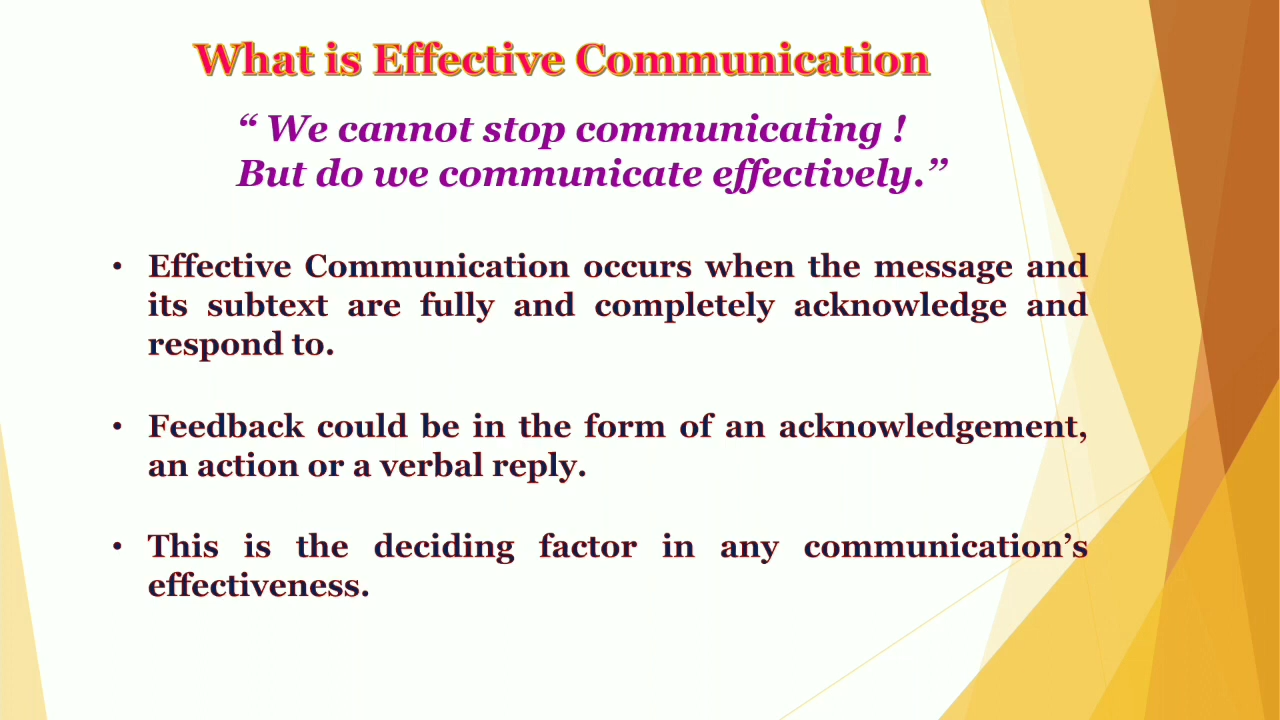 What is Effective Communication
“ We cannot stop communicating !
But do we communicate effectively.”
• Effective Communication occurs when the message and
its subtext are fully and completely acknowledge and
respond to.
• Feedback could be in the form of an acknowledgement,
an action or a verbal reply.
• This is the deciding factor in any communication’s
effectiveness.